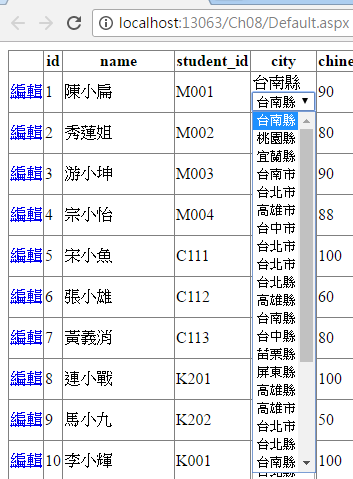 localhost:13063/Ch08/Default.aspx
id name student_id city chine
編輯 1 陳小扁 M001 台南縣 90
台南縣
台南縣
編輯 2 秀蓮姐 M002 桃園縣 80
宜蘭縣
編輯 3 游小坤 M003 台南市 90
台北市
編輯 4 宗小怡 M004 高雄市 88
台中市
編輯 5 宋小魚 C111 台北市 100
台北市
台北縣
編輯 6 張小雄 C112 高雄縣 60
台南縣
編輯 7 黃義消 C113 台中縣 80
苗栗縣
編輯 8 連小戰 K201 屏東縣 100
高雄縣
編輯 9 馬小九 K202 高雄市 50
台南市
台北縣
編輯 10 李小輝 K001 台南縣 100
台北縣